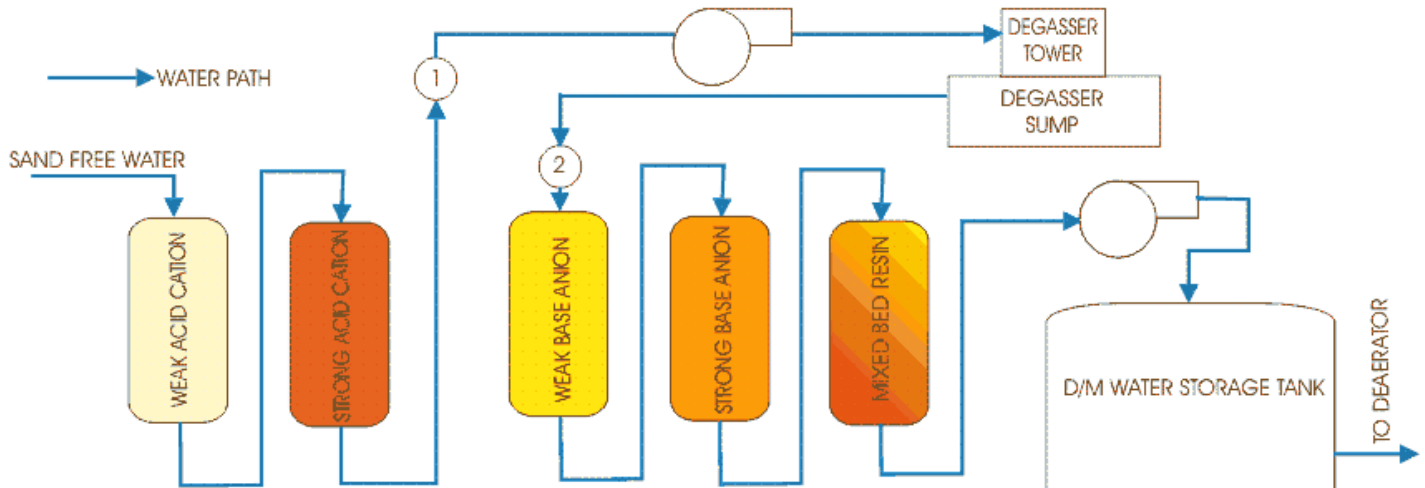 DEGASSER
TOWER
1
WATER PATH
DEGASSER
SUMP
SAND FREE WATER
2
WEAK ACID CATION
STRONG ACID CATION
WEAK BASE ANION
STRONG BASE ANION
MIXED BED RESIN
D/M WATER STORAGE TANK
TO DEAERATOR